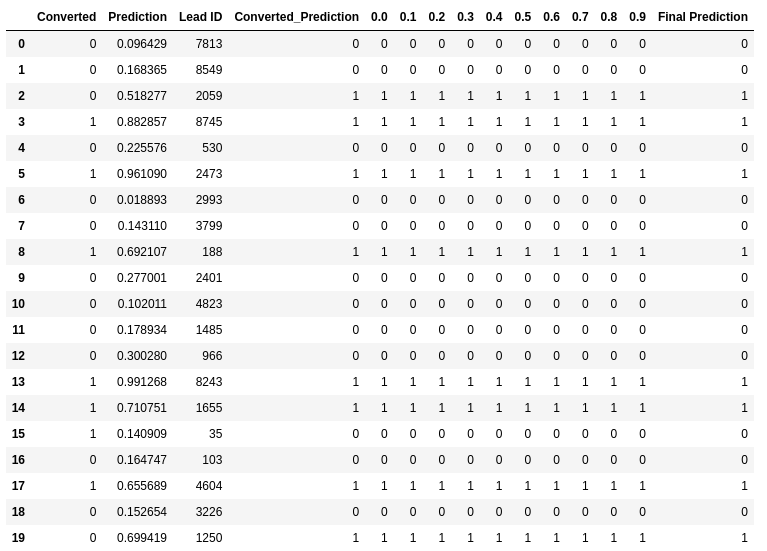 Converted Prediction Lead ID Converted_Prediction 0.0 0.1 0.2 0.3 0.4 0.5 0.6 0.7 0.8 0.9 Final Prediction
0 0 0.096429 7813 0 0 0 0 0 0 0 0 0 0 0 0
1 0 0.168365 8549 0 0 0 0 0 0 0 0 0 0 0 0
2 0 0.518277 2059 1 1 1 1 1 1 1 1 1 1 1 1
3 1 0.882857 8745 1 1 1 1 1 1 1 1 1 1 1 1
4 0 0.225576 530 0 0 0 0 0 0 0 0 0 0 0 0
5 1 0.961090 2473 1 1 1 1 1 1 1 1 1 1 1 1
6 0 0.018893 2993 0 0 0 0 0 0 0 0 0 0 0 0
7 0 0.143110 3799 0 0 0 0 0 0 0 0 0 0 0 0
8 1 0.692107 188 1 1 1 1 1 1 1 1 1 1 1 1
9 0 0.277001 2401 0 0 0 0 0 0 0 0 0 0 0 0
10 0 0.102011 4823 0 0 0 0 0 0 0 0 0 0 0 0
11 0 0.178934 1485 0 0 0 0 0 0 0 0 0 0 0 0
12 0 0.300280 966 0 0 0 0 0 0 0 0 0 0 0 0
13 1 0.991268 8243 1 1 1 1 1 1 1 1 1 1 1 1
14 1 0.710751 1655 1 1 1 1 1 1 1 1 1 1 1 1
15 1 0.140909 35 0 0 0 0 0 0 0 0 0 0 0 0
16 0 0.164747 103 0 0 0 0 0 0 0 0 0 0 0 0
17 1 0.655689 4604 1 1 1 1 1 1 1 1 1 1 1 1
18 0 0.152654 3226 0 0 0 0 0 0 0 0 0 0 0 0
19 0 0.699419 1250 1 1 1 1 1 1 1 1 1 1 1 1